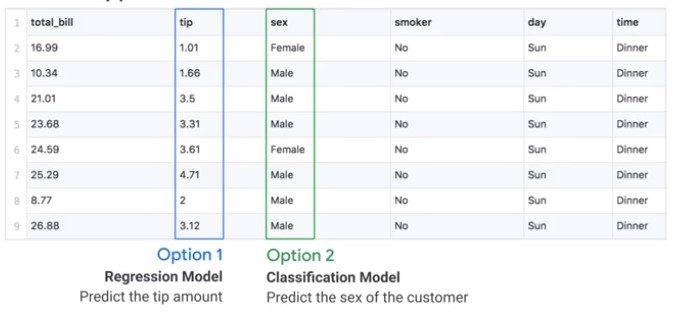 1 total_bill tip sex smoker day time
2 16.99 1.01 Female No Sun Dinner
3 10.34 1.66 Male No Sun Dinner
4 21.01 3.5 Male No Sun Dinner
5 23.68 3.31 Male No Sun Dinner
6 24.59 3.61 Female No Sun Dinner
7 25.29 4.71 Male No Sun Dinner
8 8.77 2 Male No Sun Dinner
9 26.88 3.12 Male No Sun Dinner
Option 1
Regression Model
Predict the tip amount
Option 2
Classification Model
Predict the sex of the customer